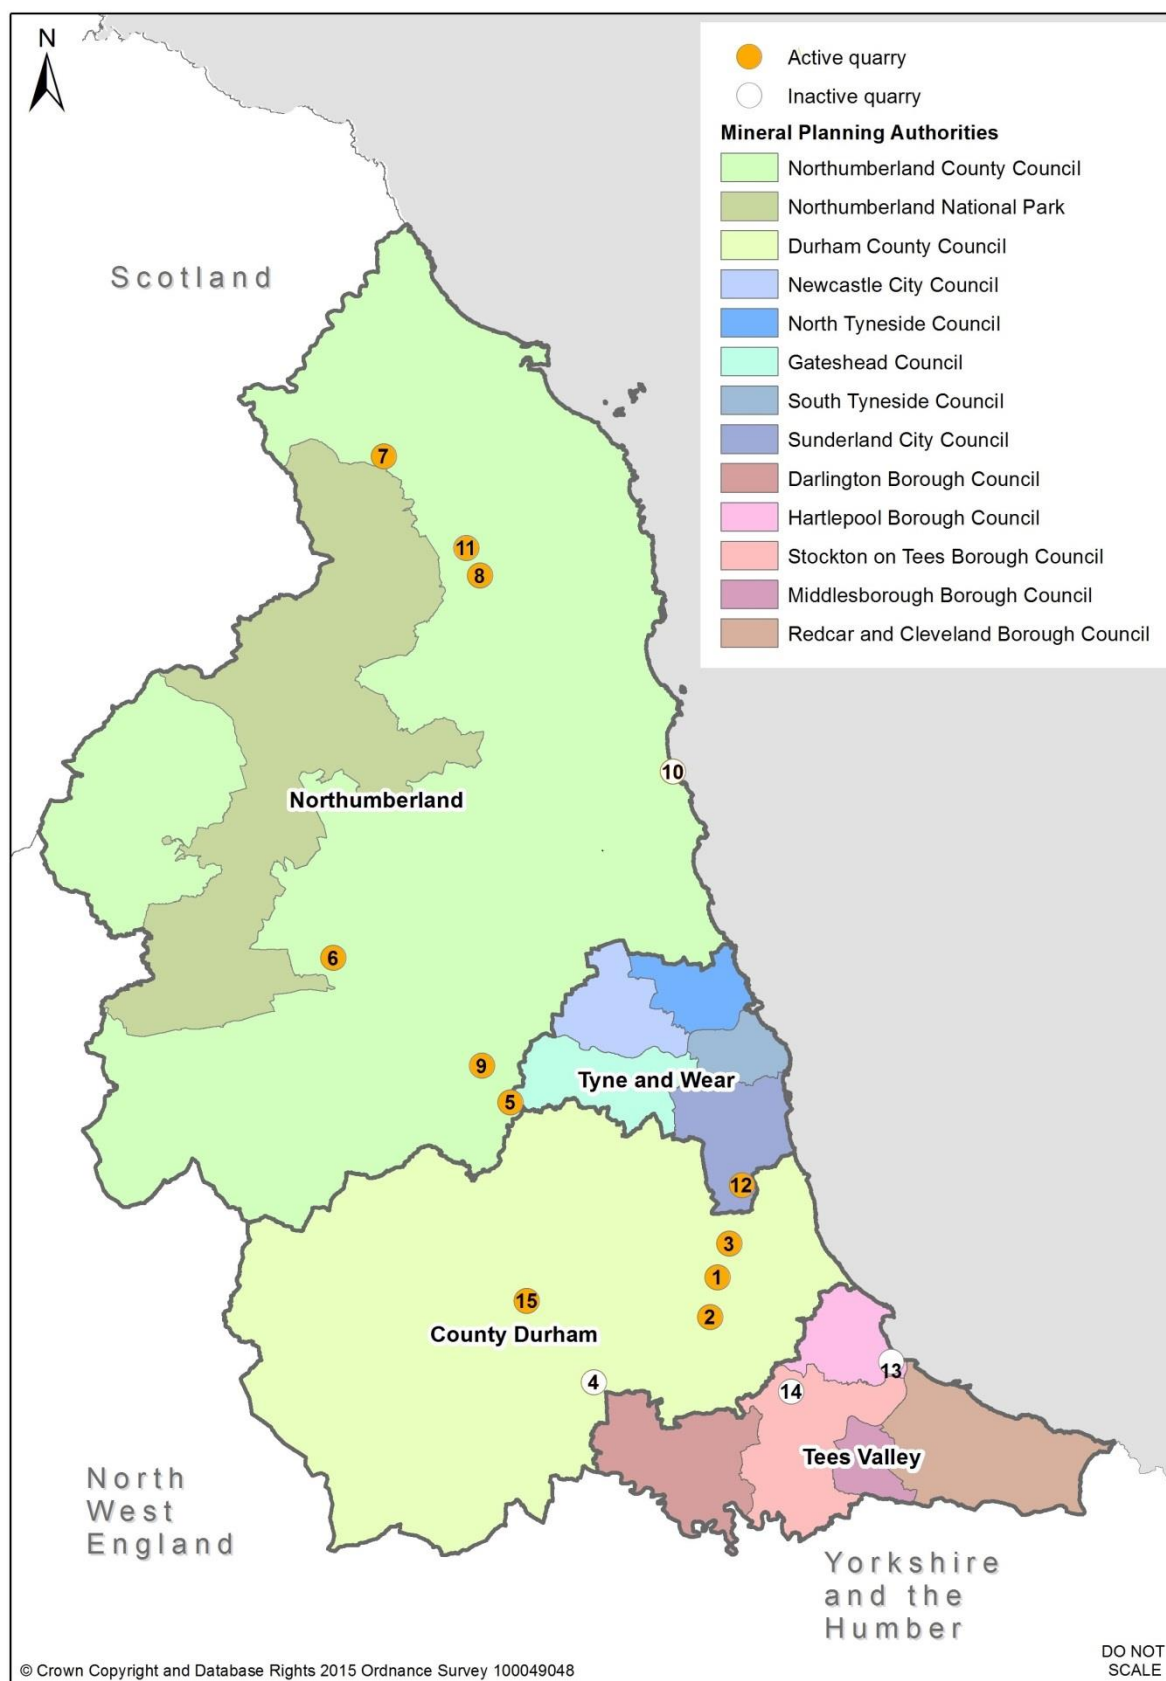 N
Active quarry
Inactive quarry
Mineral Planning Authorities
Northumberland County Council
Northumberland National Park
Durham County Council
Newcastle City Council
North Tyneside Council
Gateshead Council
South Tyneside Council
Sunderland City Council
Darlington Borough Council
Hartlepool Borough Council
Stockton on Tees Borough Council
Middlesborough Borough Council
Redcar and Cleveland Borough Council
Scotland
7
11
8
10
Northumberland
6
9
Tyne and Wear
5
12
3
1
15
2
County Durham
4
13
14
Tees Valley
North
West
England
Yorkshire
and the
Humber
DO NOT
SCALE
© Crown Copyright and Database Rights 2015 Ordnance Survey 100049048